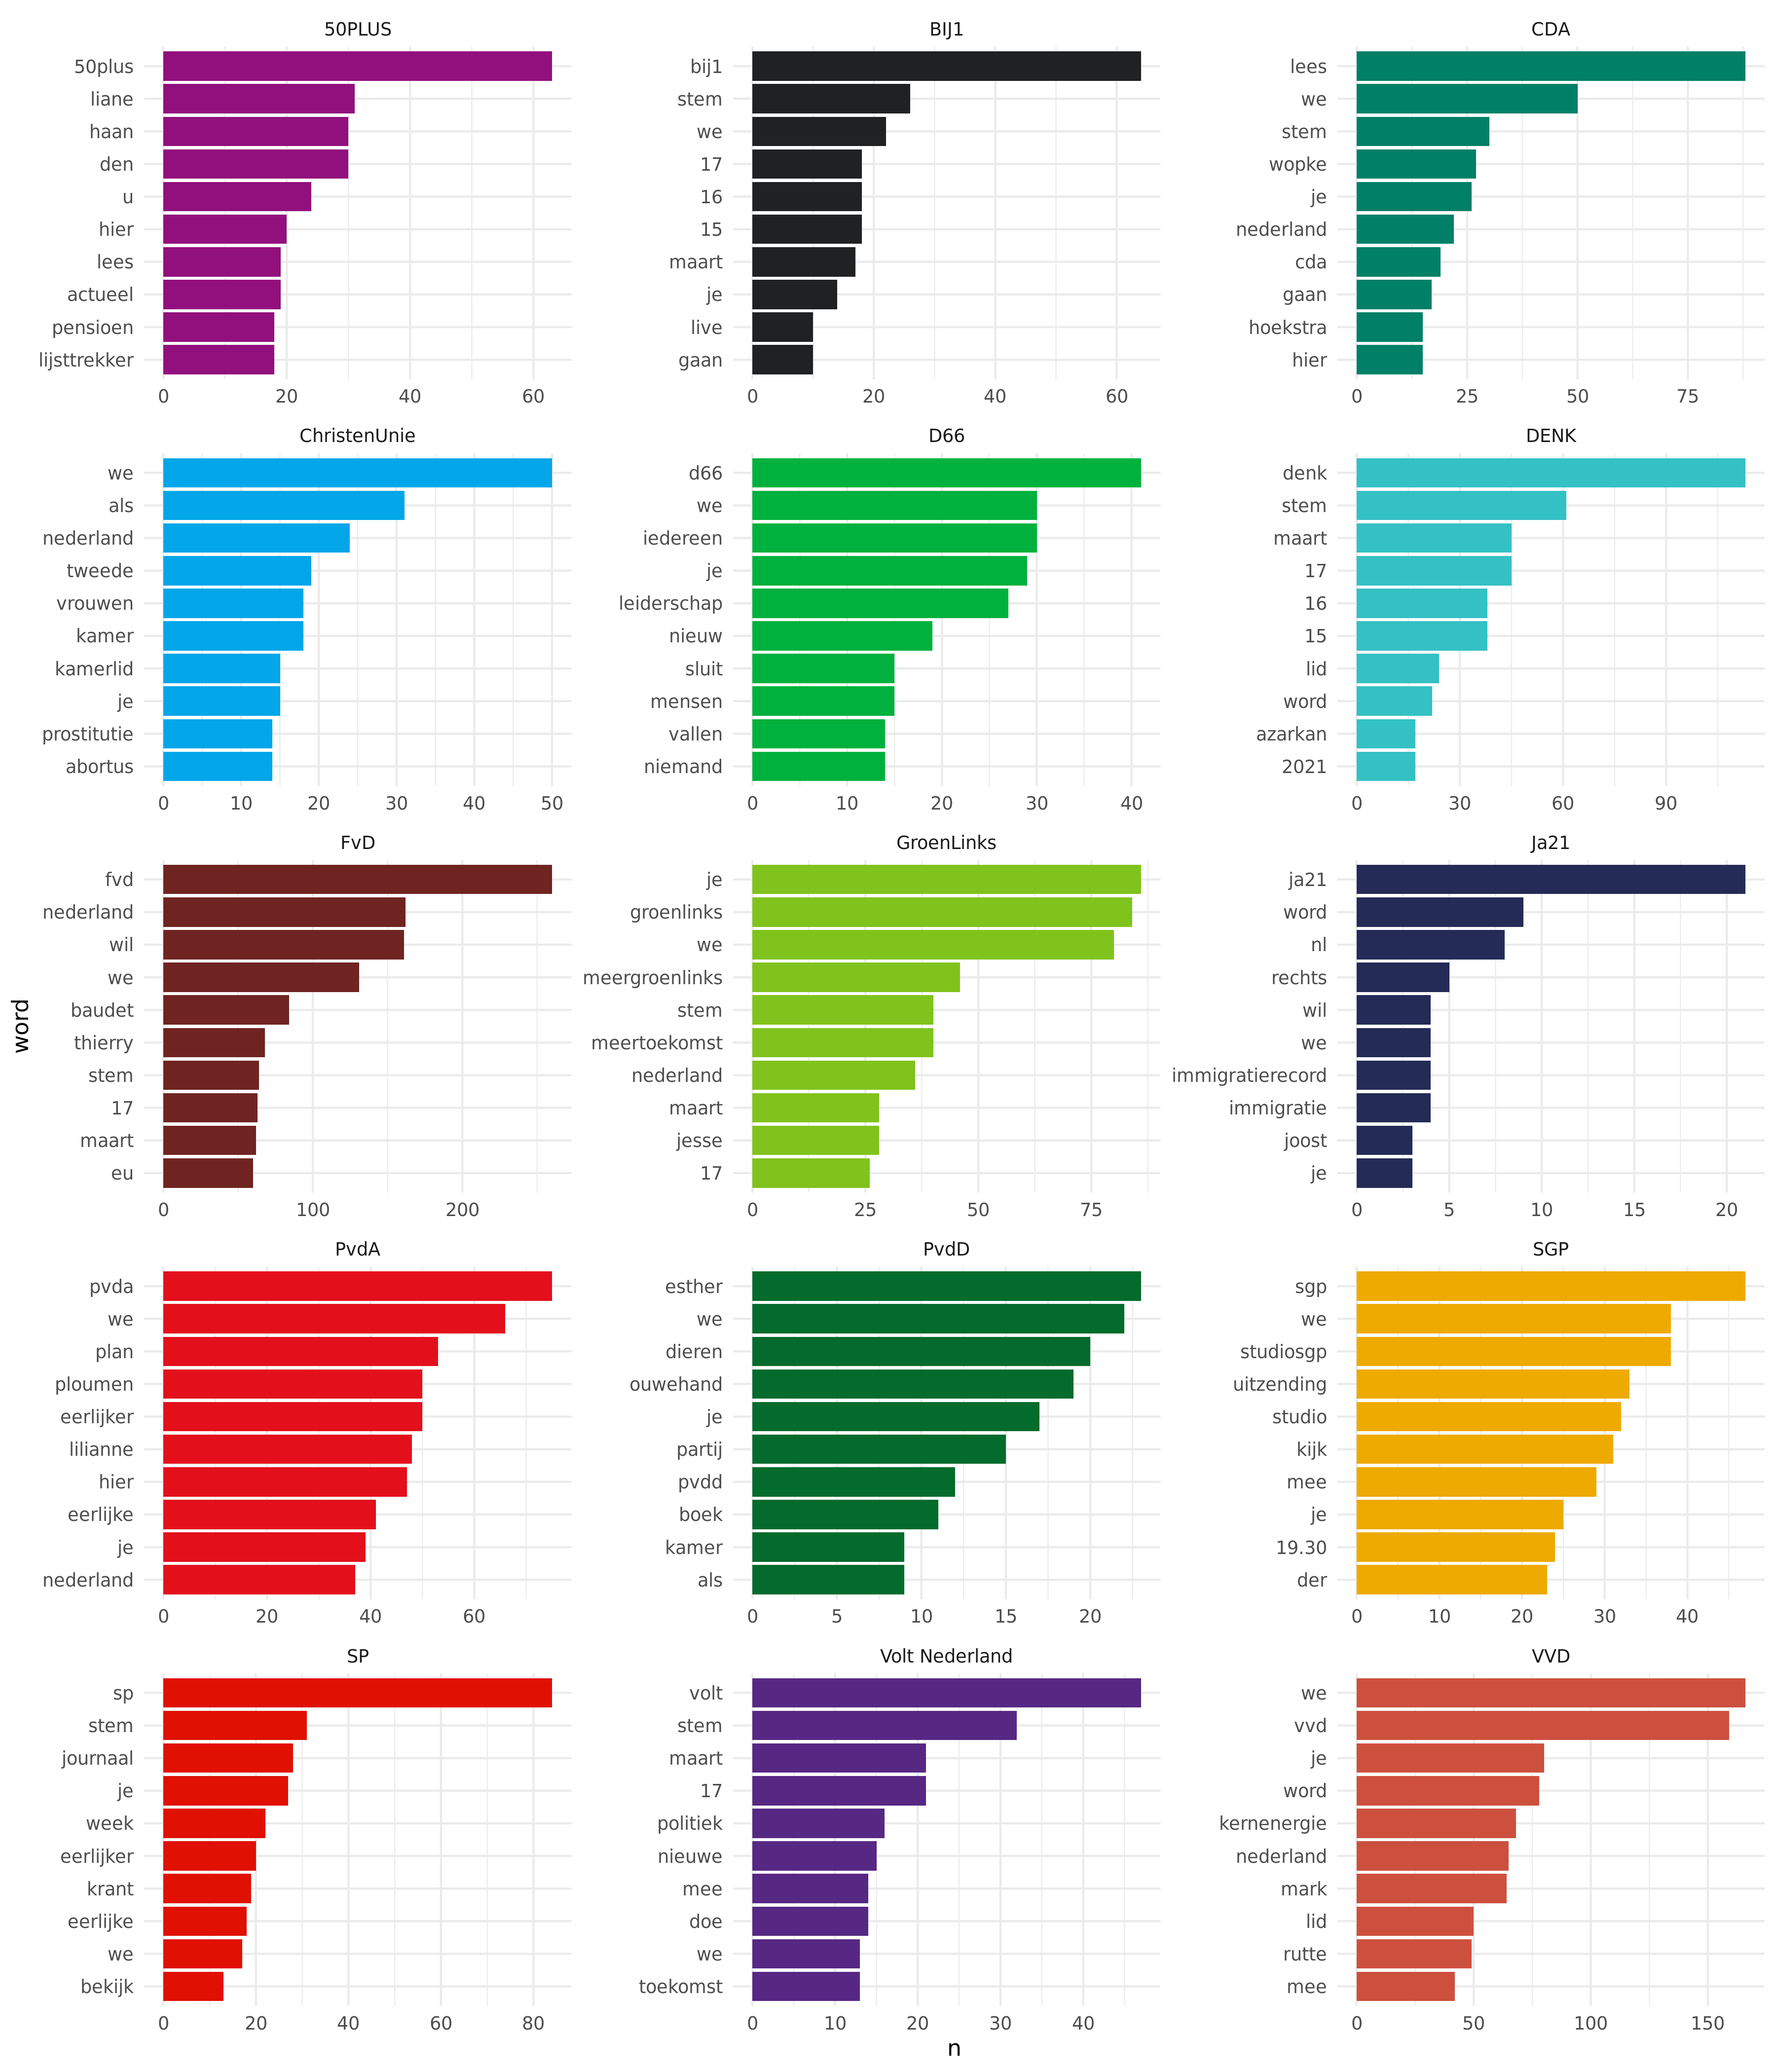 50PLUS
50plus
liane
haan
den
u
hier
lees
actueel
pensioen
lijsttrekker
0 20 40 60
BIJ1
bij1
stem
we
17
16
15
maart
je
live
gaan
0 20 40 60
CDA
lees
we
stem
wopke
je
nederland
cda
gaan
hoekstra
hier
0 25 50 75
ChristenUnie
we
als
nederland
tweede
vrouwen
kamer
kamerlid
je
prostitutie
abortus
0 10 20 30 40 50
D66
d66
we
iedereen
je
leiderschap
nieuw
sluit
mensen
vallen
niemand
0 10 20 30 40
DENK
denk
stem
maart
17
16
15
lid
word
azarkan
2021
0 30 60 90
word
FvD
fvd
nederland
wil
we
baudet
thierry
stem
17
maart
eu
0 100 200
GroenLinks
je
groenlinks
we
meergroenlinks
stem
meertoekomst
nederland
maart
jesse
17
0 25 50 75
Ja21
ja21
word
nl
rechts
wil
we
immigratierecord
immigratie
joost
je
0 5 10 15 20
PvdA
pvda
we
plan
ploumen
eerlijker
lilianne
hier
eerlijke
je
nederland
0 20 40 60
PvdD
esther
we
dieren
ouwehand
je
partij
pvdd
boek
kamer
als
0 5 10 15 20
SGP
sgp
we
studiosgp
uitzending
studio
kijk
mee
je
19.30
der
0 10 20 30 40
SP
sp
stem
journaal
je
week
eerlijker
krant
eerlijke
we
bekijk
0 20 40 60 80
Volt Nederland
volt
stem
maart
17
politiek
nieuwe
mee
doe
we
toekomst
0 10 20 30 40
VVD
we
vvd
je
word
kernenergie
nederland
mark
lid
rutte
mee
0 50 100 150
n